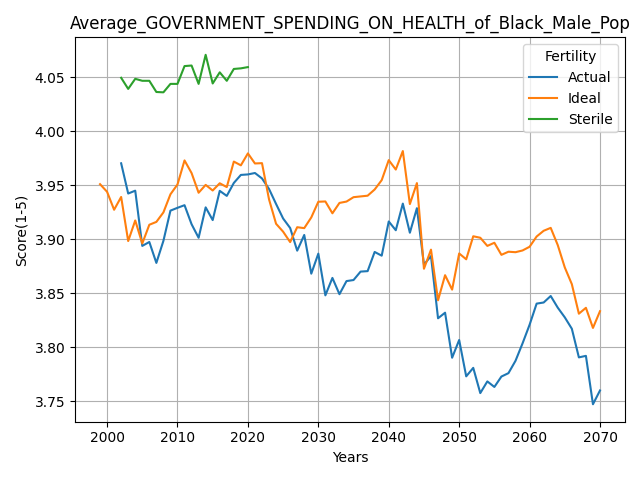 Average_GOVERNMENT_SPENDING_ON_HEALTH_of_Black_Male_Pop
Fertility
Actual
Ideal
Sterile
Score(1-5)
4.05
4.00
3.95
3.90
3.85
3.80
3.75
2000 2010 2020 2030 2040 2050 2060 2070
Years